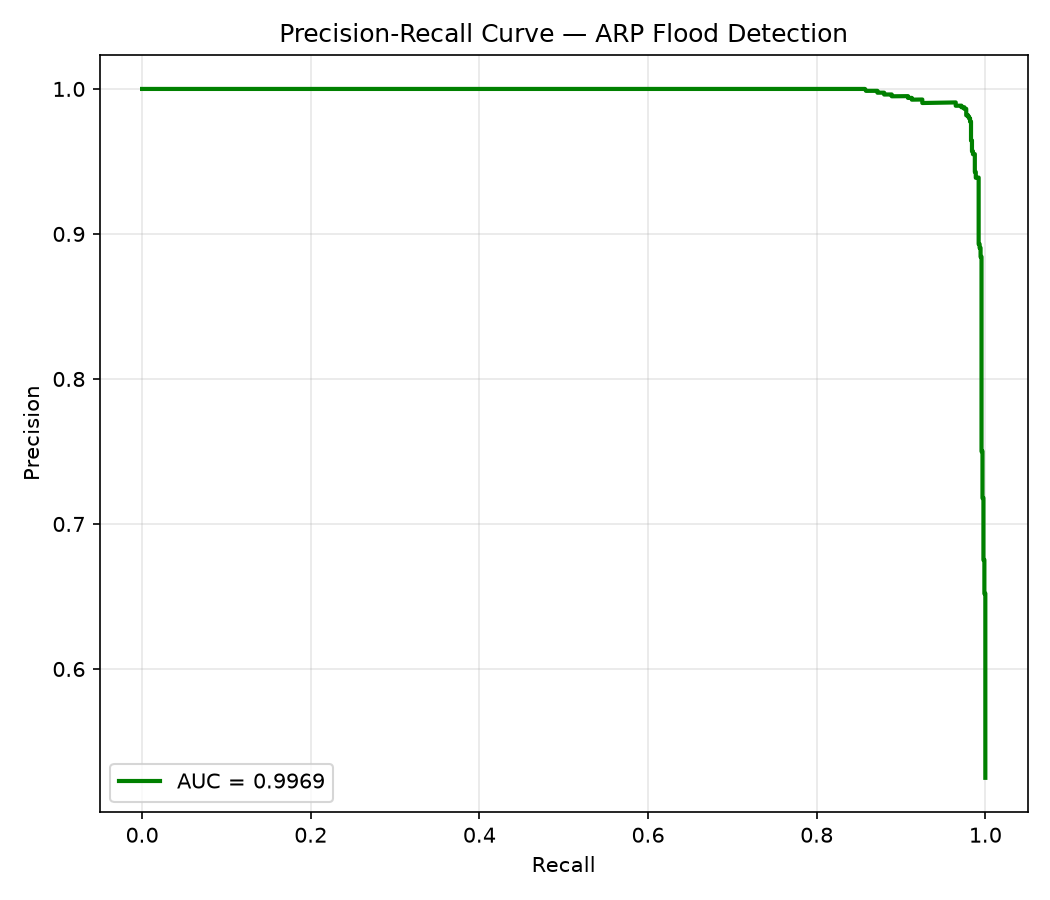 Precision-Recall Curve — ARP Flood Detection
1.0
0.9
0.8
0.7
0.6
Precision
AUC = 0.9969
0.0 0.2 0.4 0.6 0.8 1.0
Recall